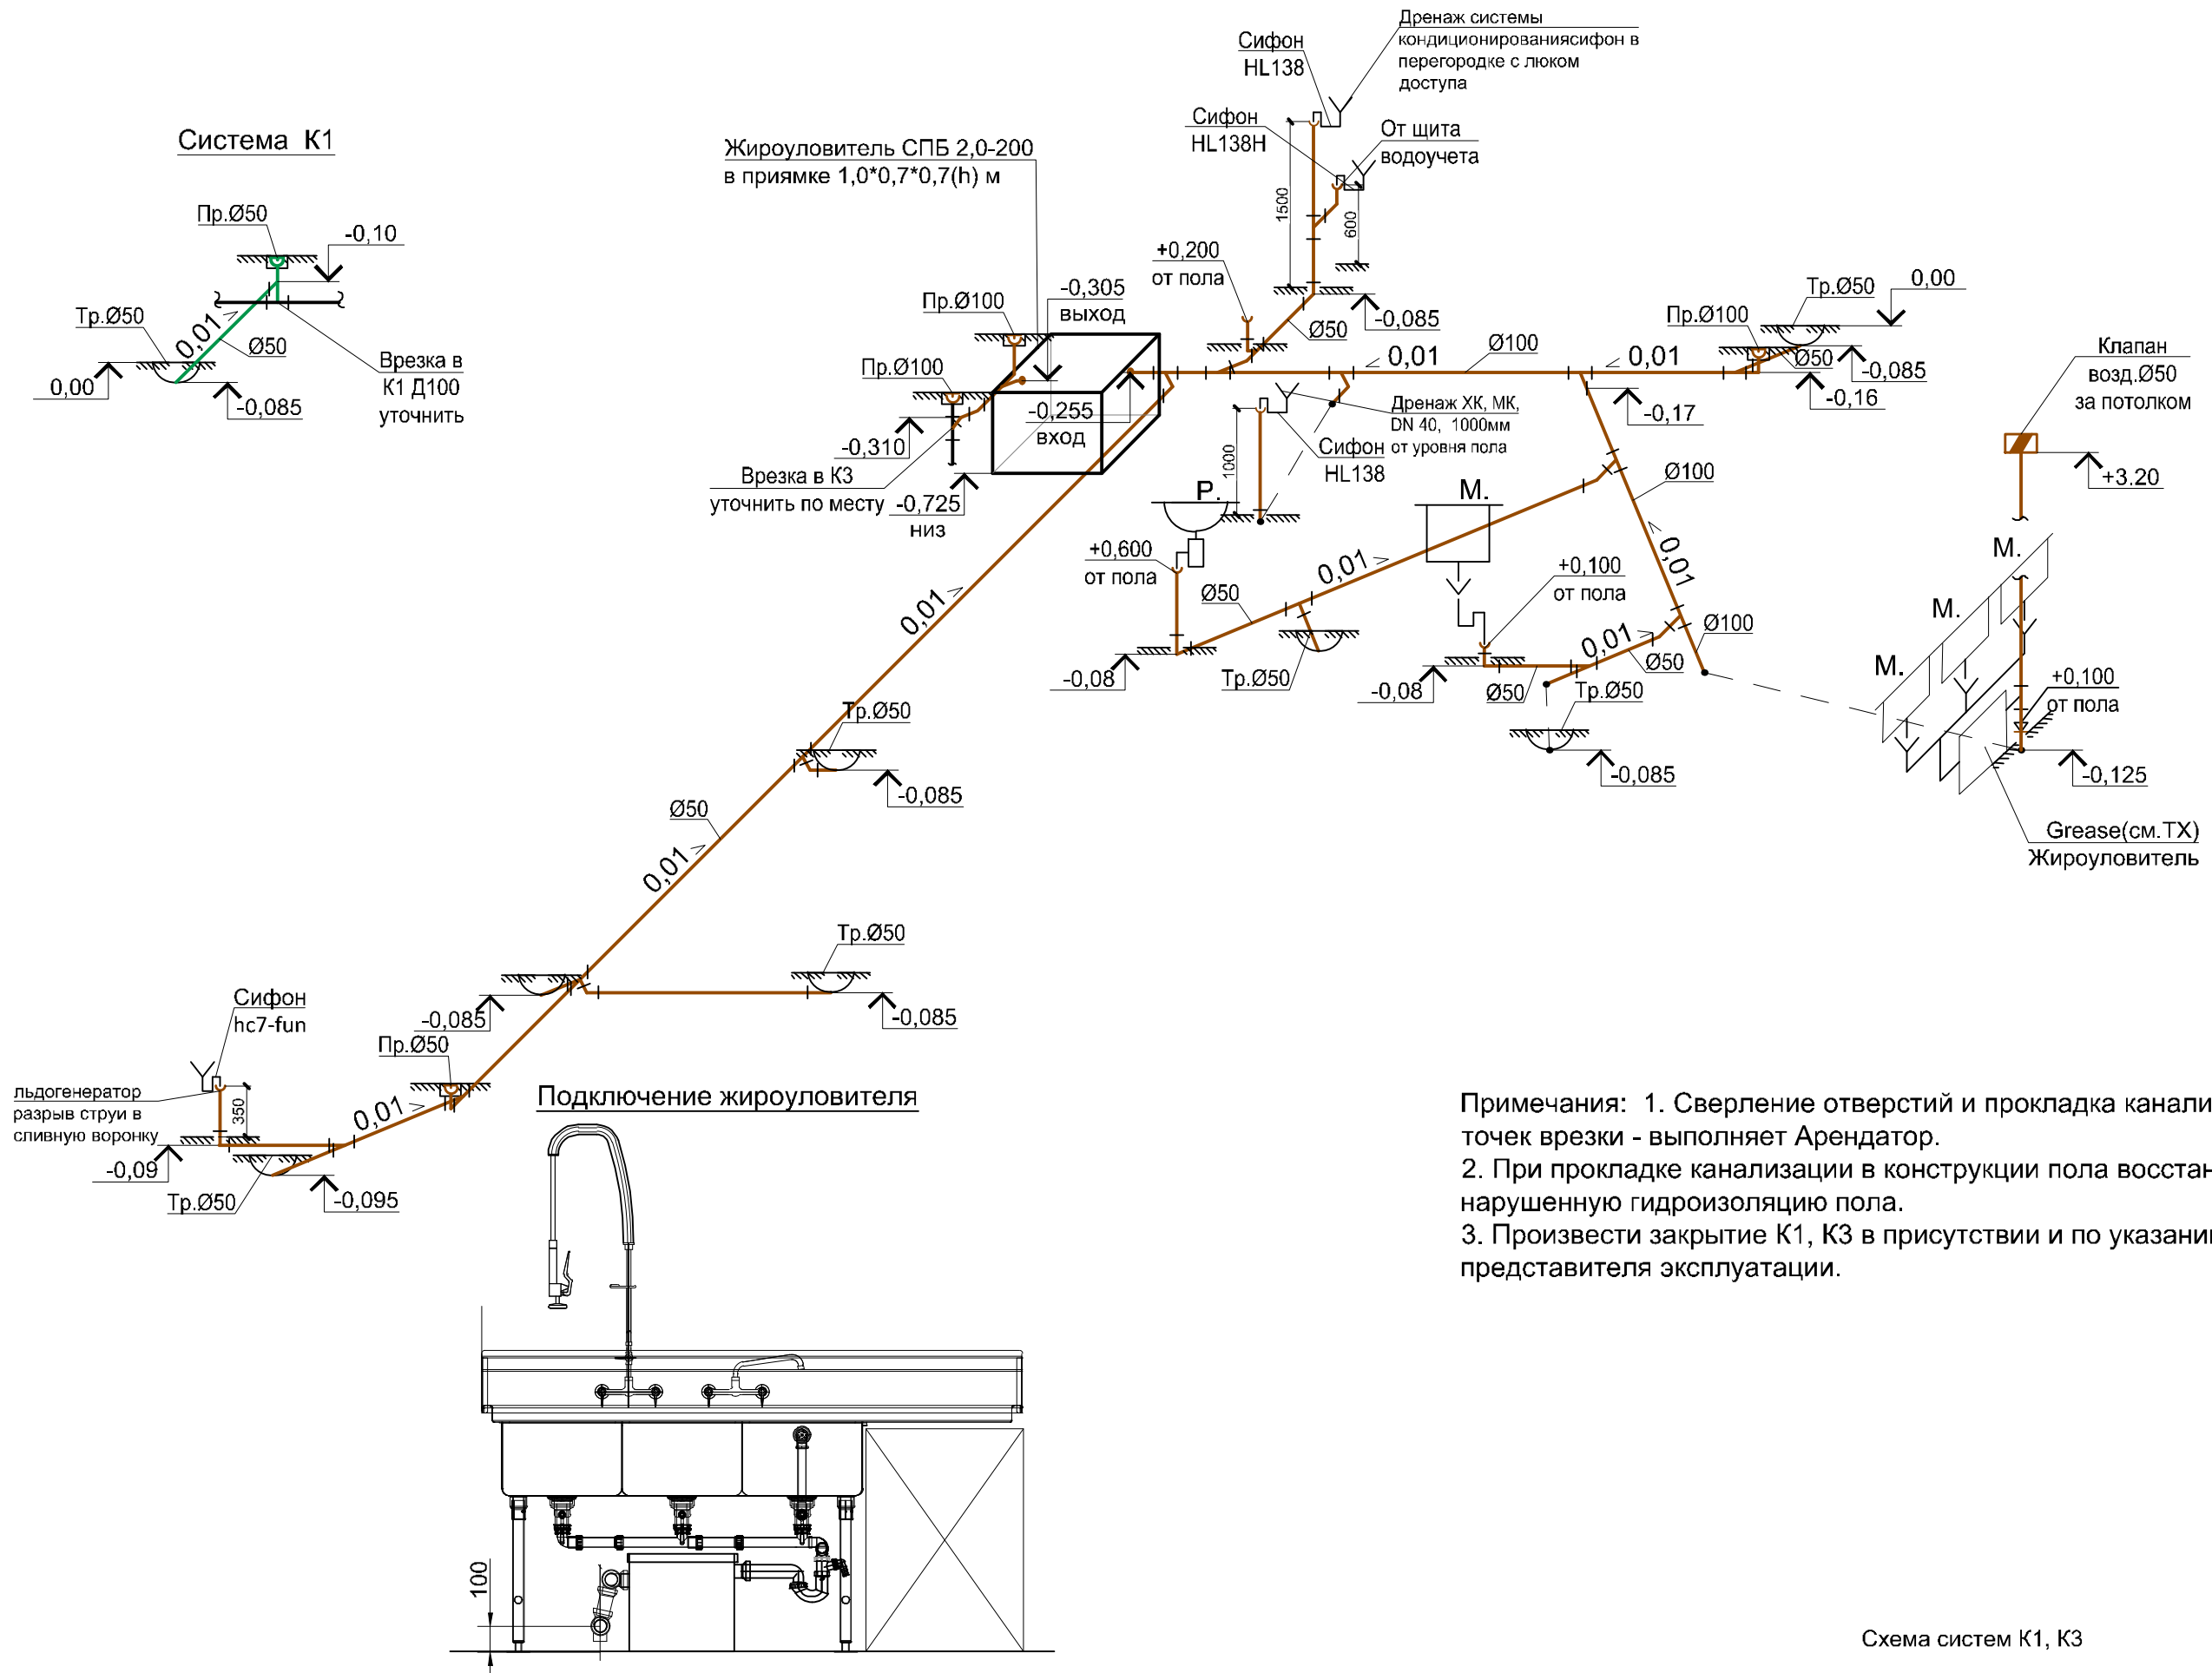 Система К1
Пр.Ø50
-0,10
Тр.Ø50
0,01 >
Ø50
0,00
-0,085
Врезка в
К1 Д100
уточнить
Жироуловитель СПБ 2,0-200
в приямке 1,0*0,7*0,7(h) м
Пр.Ø100
-0,305
выход
Пр.Ø100
-0,310
-0,255
вход
Врезка в К3
уточнить по месту
-0,725
низ
Сифон
HL138
Дренаж системы
кондиционированиясифон в
перегородке с люком
доступа
Сифон
HL138Н
От щита
водоучета
1500
600
+0,200
от пола
-0,085
Ø50
< 0,01
Ø100
< 0,01
Пр.Ø100
Тр.Ø50
0,00
Ø50
-0,085
-0,16
-0,17
Дренаж ХК, МК,
DN 40, 1000мм
от уровня пола
Сифон
HL138
1000
Р.
+0,600
от пола
-0,08
Ø50
0,01 >
Тр.Ø50
М.
+0,100
от пола
-0,08
Ø50
0,01 >
Ø50
Тр.Ø50
-0,085
Ø100
< 0,01
Ø100
Клапан
возд.Ø50
за потолком
+3.20
М.
М.
М.
+0,100
от пола
-0,125
Grease(см.ТХ)
Жироуловитель
0,01 >
Тр.Ø50
-0,085
Ø50
0,01 >
Тр.Ø50
-0,085
-0,085
Сифон
hc7-fun
Пр.Ø50
льдогенератор
разрыв струи в
сливную воронку
350
0,01 >
-0,09
Тр.Ø50
-0,095
Подключение жироуловителя
100
Примечания: 1. Сверление отверстий и прокладка канали
точек врезки - выполняет Арендатор.
2. При прокладке канализации в конструкции пола восстан
нарушенную гидроизоляцию пола.
3. Произвести закрытие К1, К3 в присутствии и по указани
представителя эксплуатации.
Схема систем К1, К3